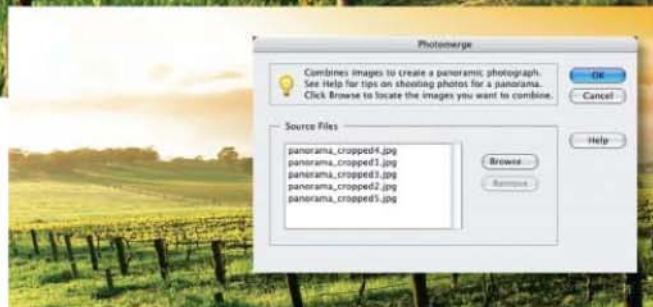 Photomerge
Combines images to create a panoramic photograph.
See Help for tips on shooting photos for a panorama.
Click Browse to locate the images you want to combine.
OK
Cancel
Help
Source Files
panorama_cropped4.jpg
panorama_cropped1.jpg
panorama_cropped3.jpg
panorama_cropped2.jpg
panorama_cropped5.jpg
Browse...
Remove